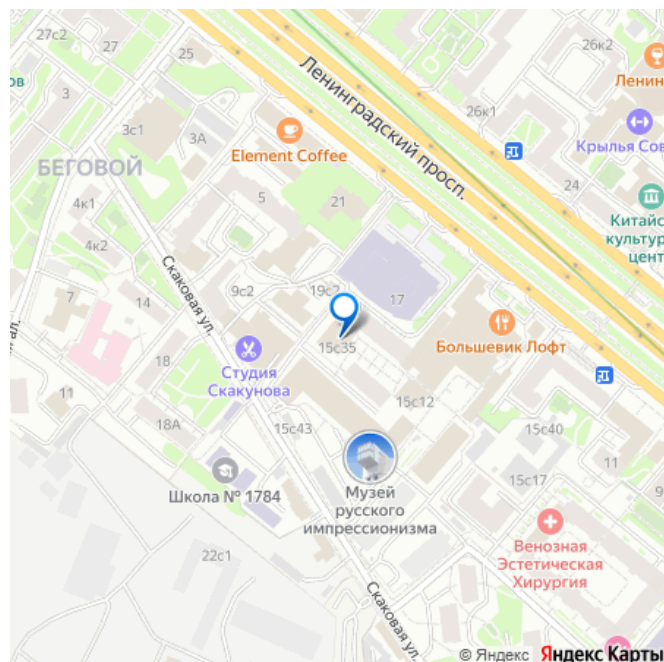 27с2
27
26к2
Ленин
3
ов
3с1
3А
Ленинградский просп.
26к1
Крылья Сов
Element Coffee
БЕГОВОЙ
24
4к1
5
21
Китайс
культур
цент
4к2
Скаковая ул.
9с2
19с2
17
7
14
15с35
Большевик Лофт
ал.
18
Студия
Скакунова
15с12
11
18А
15с43
15с40
11
Школа № 1784
Музей
русского
импрессионизма
15с17
9
Венозная
Эстетическая
Хирургия
22с1
Скаковая ул.
© Яндекс Яндекс Карты